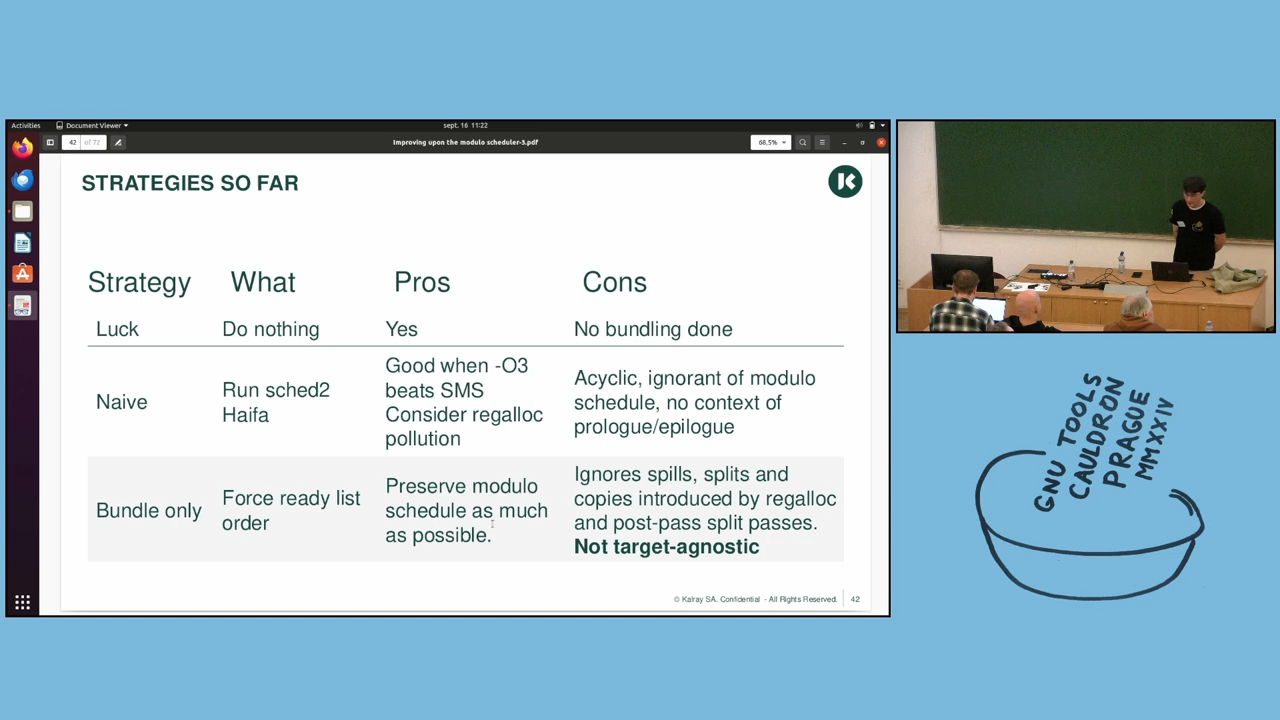 Activities
Document Viewer
sept. 16 11:22
42
of 72
Improving upon the modulo scheduler-3.pdf
68,5%
STRATEGIES SO FAR
Strategy What Pros Cons
Luck
Do nothing
Yes
No bundling done
Naive
Run sched2
Haifa
Good when -O3
beats SMS
Consider regalloc
pollution
Acyclic, ignorant of modulo
schedule, no context of
prologue/epilogue
Bundle only
Force ready list
order
Preserve modulo
schedule as much
as possible.
Ignores spills, splits and
copies introduced by regalloc
and post-pass split passes.
Not target-agnostic
© Kalray SA. Confidential - All Rights Reserved.
42
GNU TOOLS
CAULDRON
PRAGUE
MMXXIV